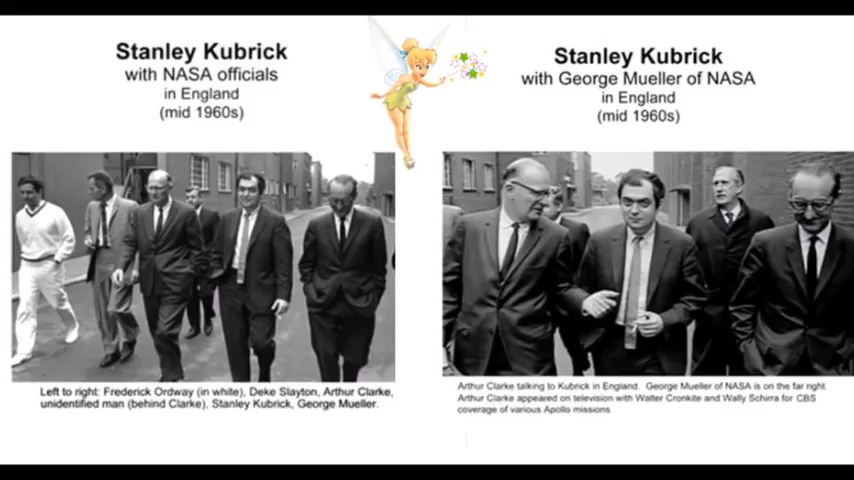 Stanley Kubrick
with NASA officials
in England
(mid 1960s)
Left to right: Frederick Ordway (in white), Deke Slayton, Arthur Clarke,
unidentified man (behind Clarke), Stanley Kubrick, George Mueller.
Stanley Kubrick
with George Mueller of NASA
in England
(mid 1960s)
Arthur Clarke talking to Kubrick in England. George Mueller of NASA is on the far right.
Arthur Clarke appeared on television with Walter Cronkite and Wally Schirra for CBS
coverage of various Apollo missions.